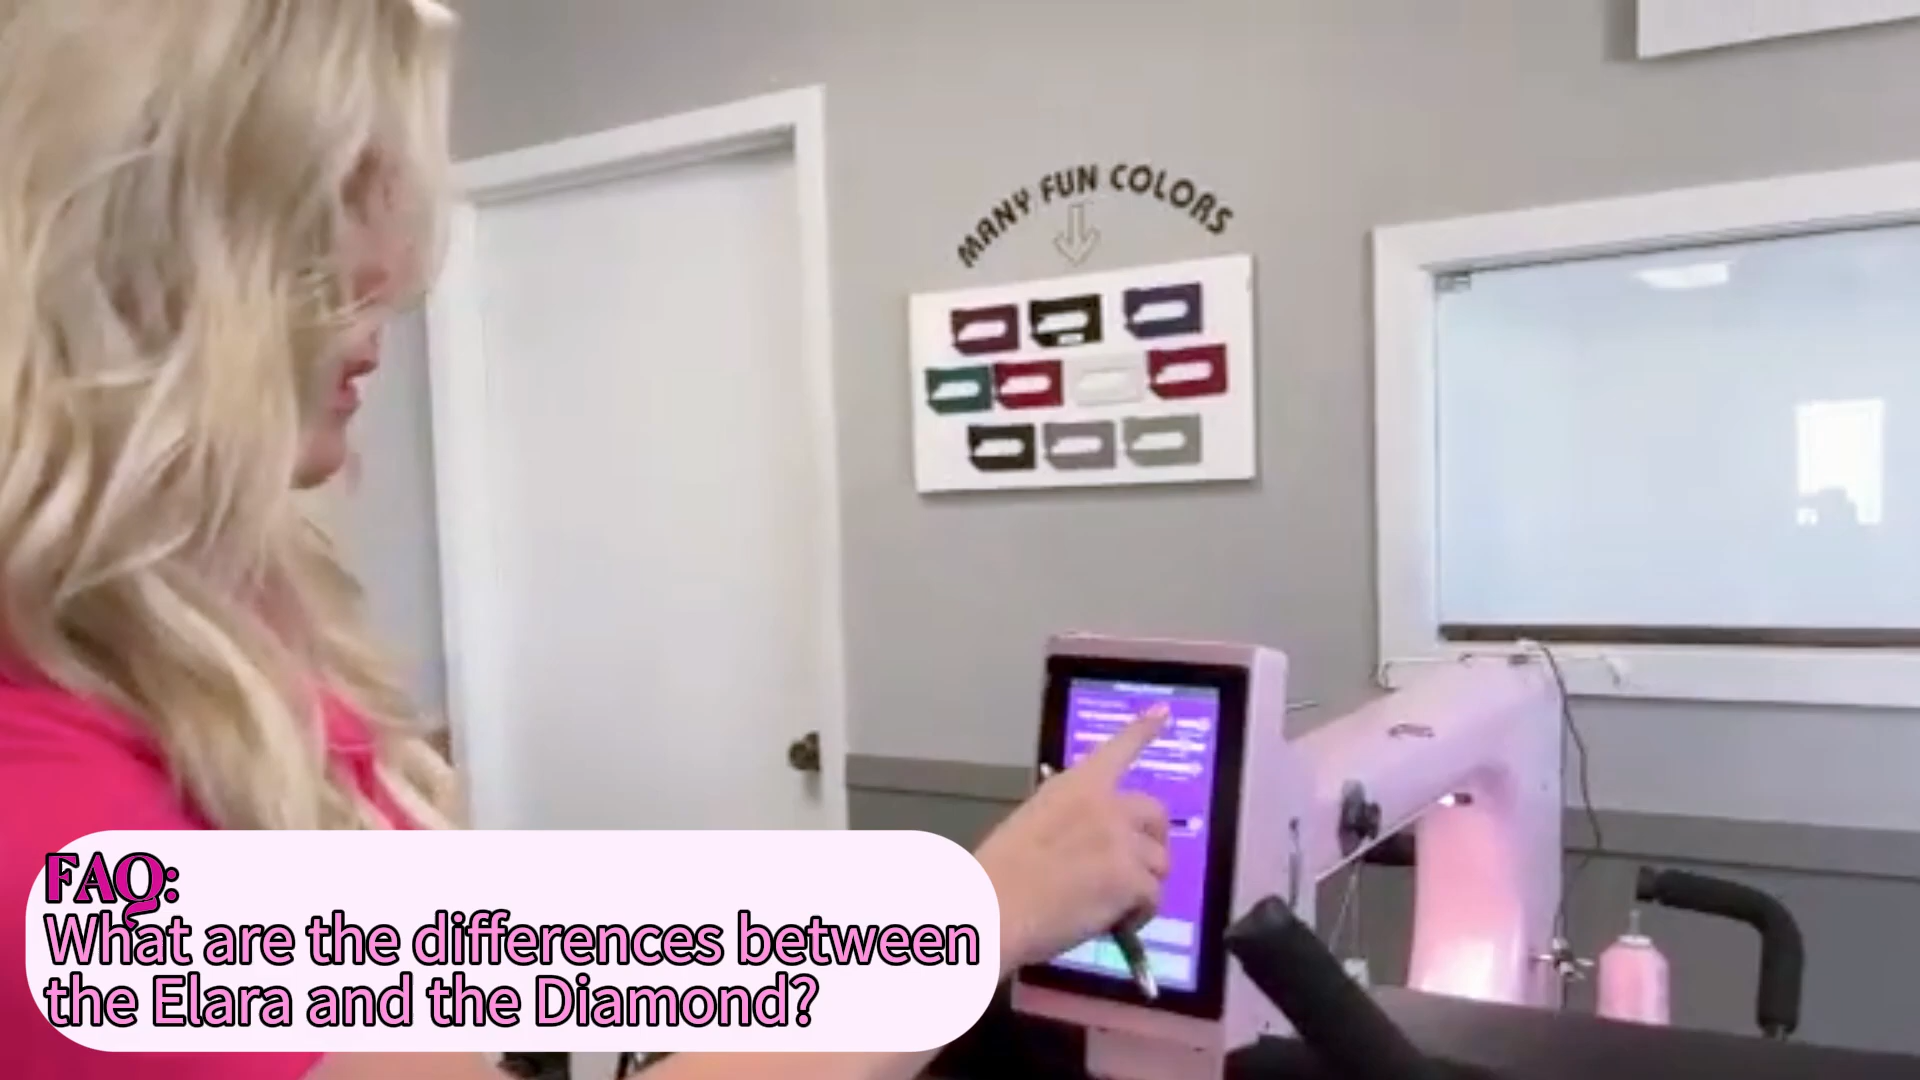 MANY FUN COLORS
FAQ:
What are the differences between
the Elara and the Diamond?